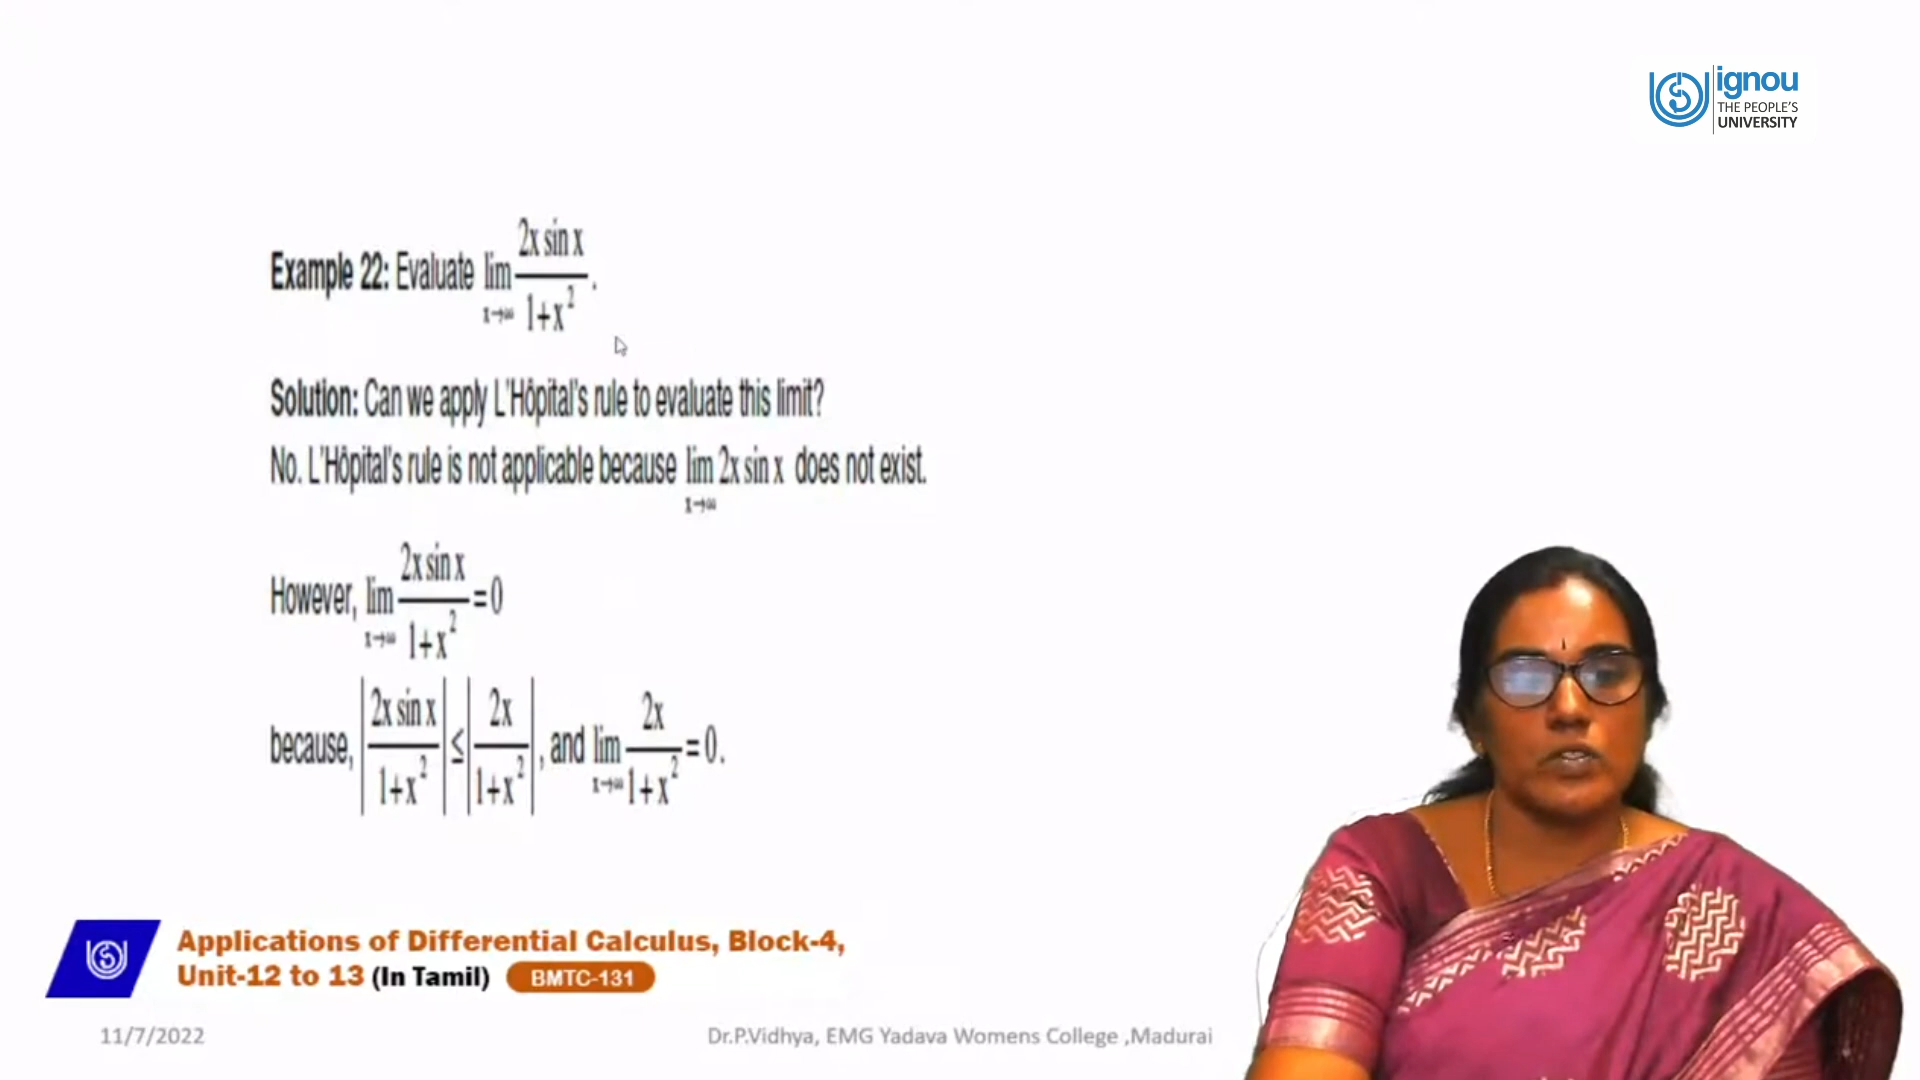 ignou
THE PEOPLE'S
UNIVERSITY
Example 22: Evaluate lim x→∞ 2x sin x / 1+x².
Solution: Can we apply L'Hôpital's rule to evaluate this limit?
No. L'Hôpital's rule is not applicable because lim x→∞ 2x sin x does not exist.
However, lim x→∞ 2x sin x / 1+x² = 0
because, |2x sin x / 1+x²| ≤ |2x / 1+x²|, and lim x→∞ 2x / 1+x² = 0.
Applications of Differential Calculus, Block-4,
Unit-12 to 13 (In Tamil) BMTC-131
11/7/2022 Dr.P.Vidhya, EMG Yadava Womens College ,Madurai